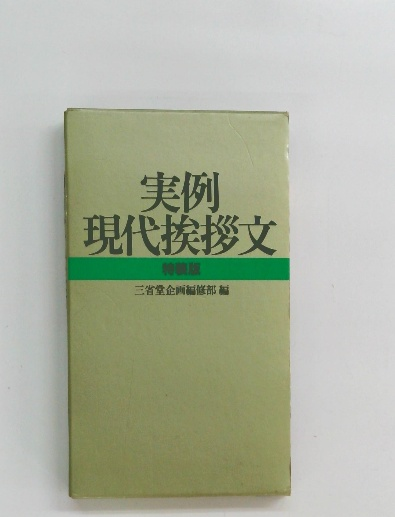 実例
現代挨拶文
特装版
三省堂企画編修部 編